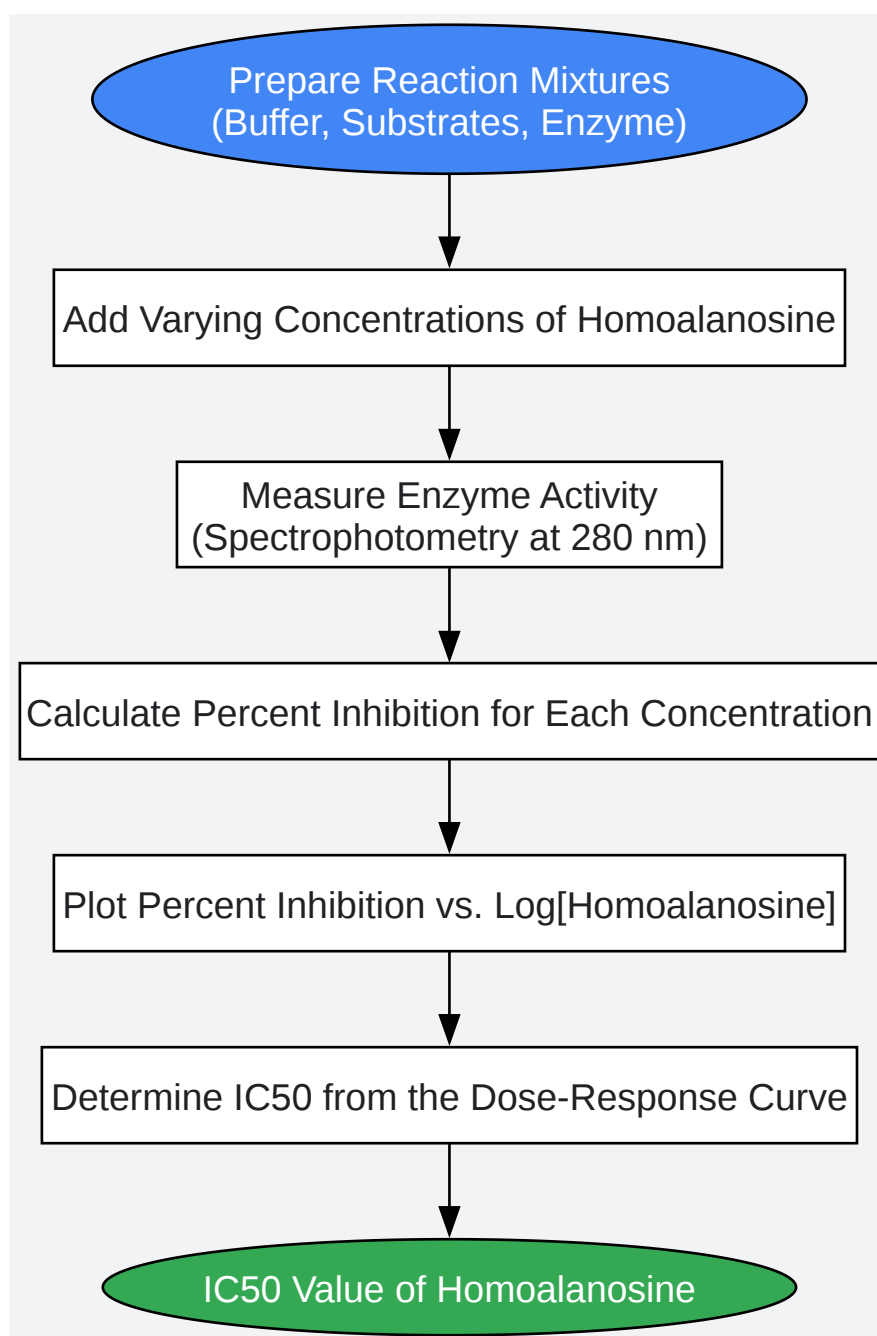 Prepare Reaction Mixtures
(Buffer, Substrates, Enzyme)
Add Varying Concentrations of Homoalanosine
Measure Enzyme Activity
(Spectrophotometry at 280 nm)
Calculate Percent Inhibition for Each Concentration
Plot Percent Inhibition vs. Log[Homoalanosine]
Determine IC50 from the Dose-Response Curve
IC50 Value of Homoalanosine